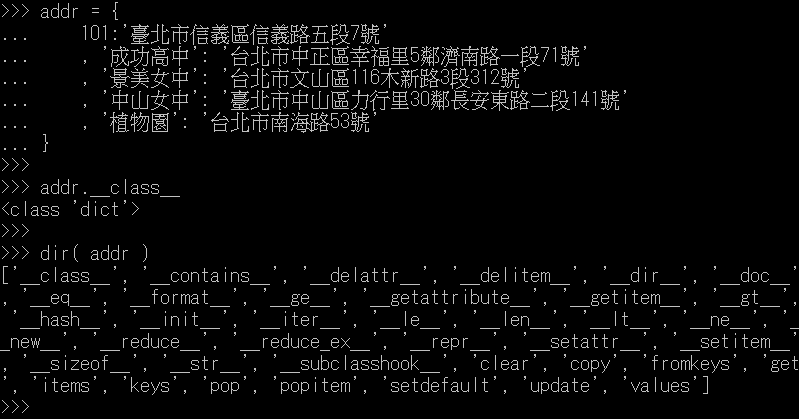 >>> addr = {
...     101:'臺北市信義區信義路五段7號'
...     , '成功高中': '台北市中正區幸福里5鄰濟南路一段71號'
...     , '景美女中': '台北市文山區116木新路3段312號'
...     , '中山女中': '臺北市中山區力行里30鄰長安東路二段141號'
...     , '植物園': '台北市南海路53號'
... }
>>>
>>> addr.__class__
<class 'dict'>
>>>
>>> dir( addr )
['__class__', '__contains__', '__delattr__', '__delitem__', '__dir__', '__doc__'
, '__eq__', '__format__', '__ge__', '__getattribute__', '__getitem__', '__gt__',
 '__hash__', '__init__', '__iter__', '__le__', '__len__', '__lt__', '__ne__', '_
_new__', '__reduce__', '__reduce_ex__', '__repr__', '__setattr__', '__setitem__'
, '__sizeof__', '__str__', '__subclasshook__', 'clear', 'copy', 'fromkeys', 'get
', 'items', 'keys', 'pop', 'popitem', 'setdefault', 'update', 'values']
>>>